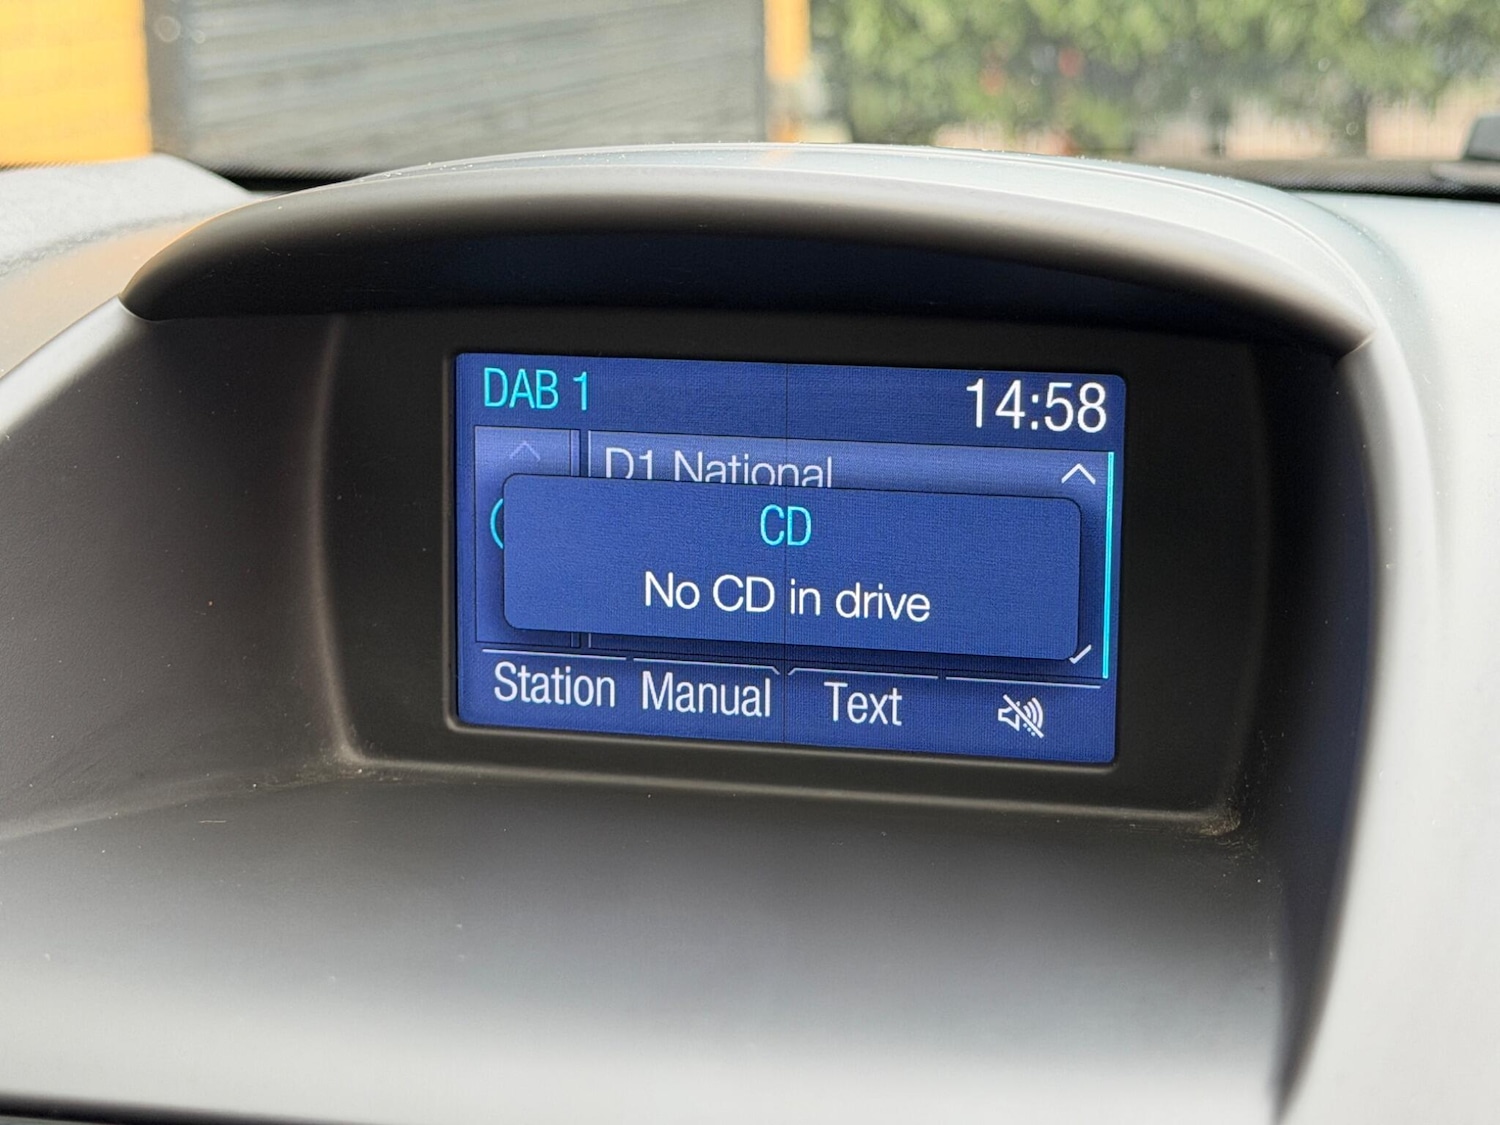 DAB 1
14:58
D1 National
CD
No CD in drive
Station
Manual
Text